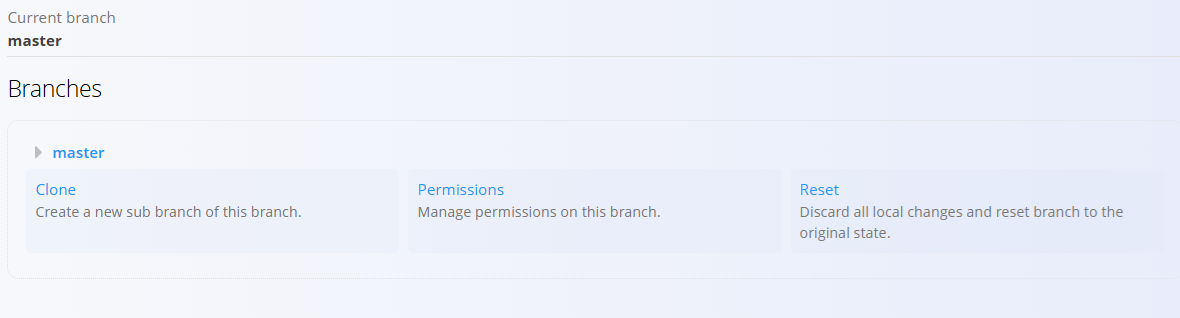 Current branch
master
Branches
master
Clone
Create a new sub branch of this branch.
Permissions
Manage permissions on this branch.
Reset
Discard all local changes and reset branch to the
original state.